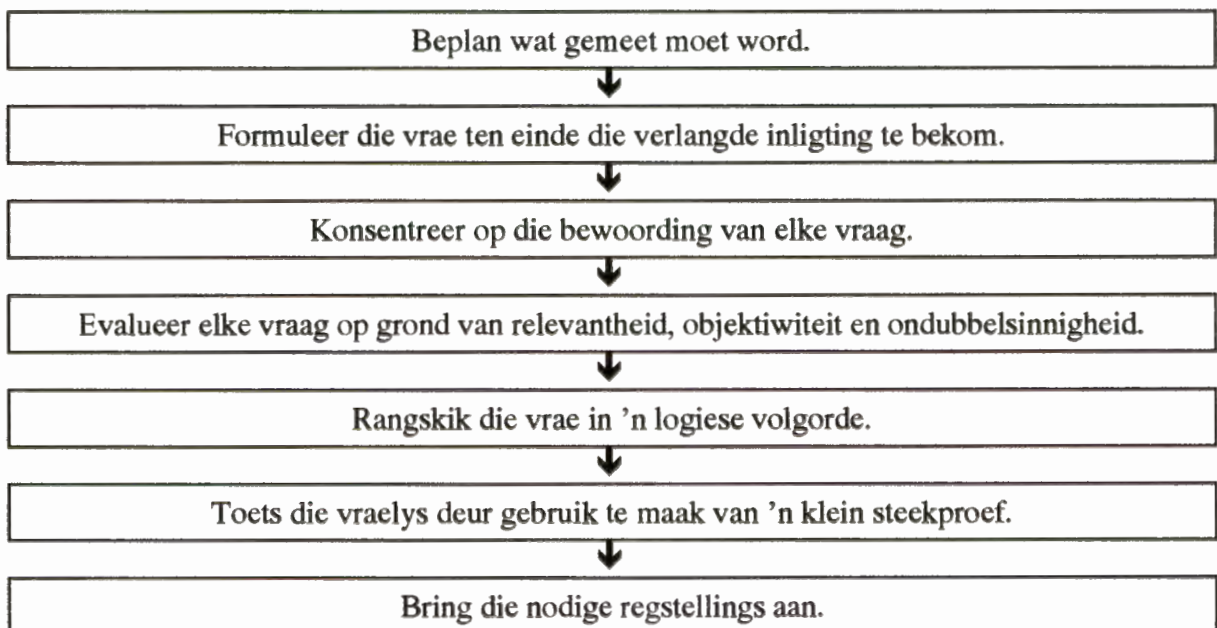 Beplan wat gemeet moet word.
Formuleer die vrae ten einde die verlangde inligting te bekom.
Konsentreer op die bewoording van elke vraag.
Evalueer elke vraag op grond van relevantheid, objektiwiteit en ondubbelsinnigheid.
Rangskik die vrae in ’n logiese volgorde.
Toets die vraelys deur gebruik te maak van ’n klein steekproef.
Bring die nodige regstellings aan.